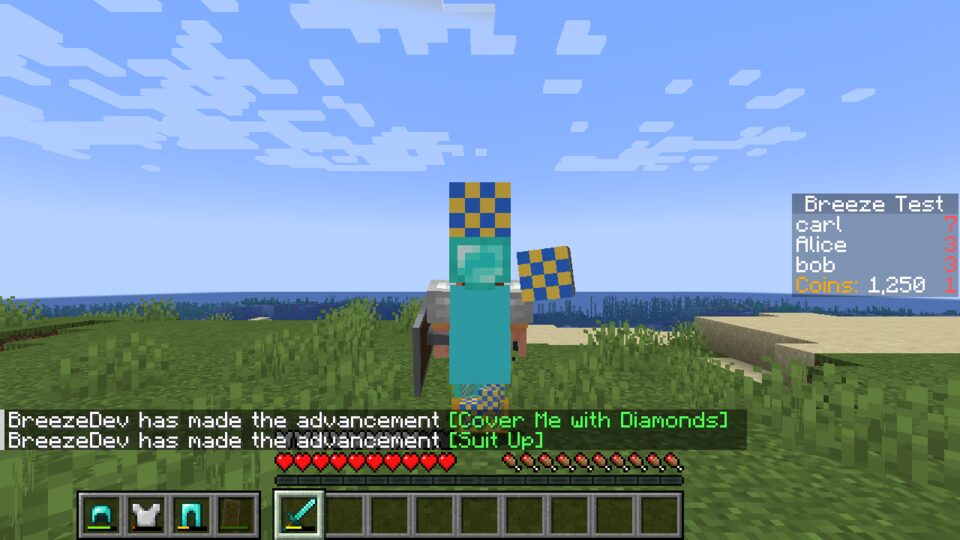 Breeze Test
carl 7
Alice 3
bob 3
Coins: 1,250 1
BreezeDev has made the advancement [Cover Me with Diamonds]
BreezeDev has made the advancement [Suit Up]